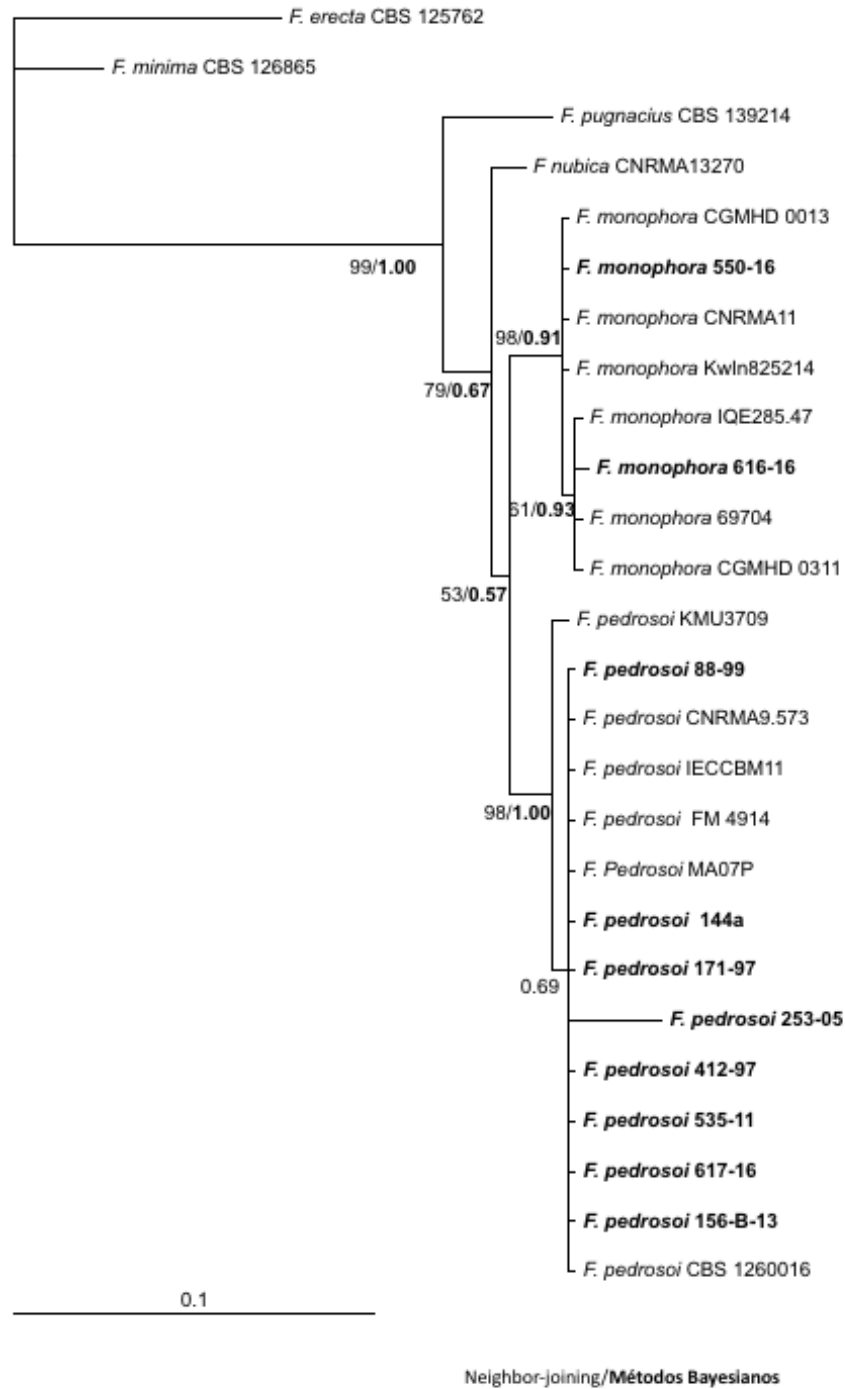 F. erecta CBS 125762
F. minima CBS 126865
F. pugnacius CBS 139214
F nubica CNRMA13270
F. monophora CGMHD 0013
99/1.00
F. monophora 550-16
F. monophora CNRMA11
98/0.91
F. monophora Kwln825214
79/0.67
F. monophora IQE285.47
F. monophora 616-16
61/0.93
F. monophora 69704
F. monophora CGMHD 0311
53/0.57
F. pedrosoi KMU3709
F. pedrosoi 88-99
F. pedrosoi CNRMA9.573
F. pedrosoi IECCBM11
98/1.00
F. pedrosoi FM 4914
F. Pedrosoi MA07P
F. pedrosoi 144a
F. pedrosoi 171-97
0.69
F. pedrosoi 253-05
F. pedrosoi 412-97
F. pedrosoi 535-11
F. pedrosoi 617-16
F. pedrosoi 156-B-13
F. pedrosoi CBS 1260016
0.1
Neighbor-joining/Métodos Bayesianos